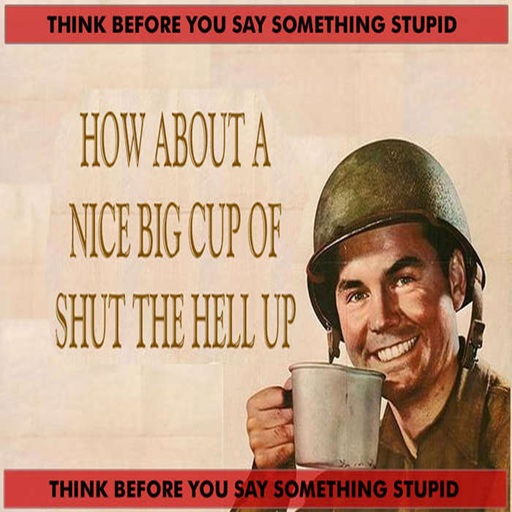 THINK BEFORE YOU SAY SOMETHING STUPID
HOW ABOUT A
NICE BIG CUP OF
SHUT THE HELL UP
THINK BEFORE YOU SAY SOMETHING STUPID